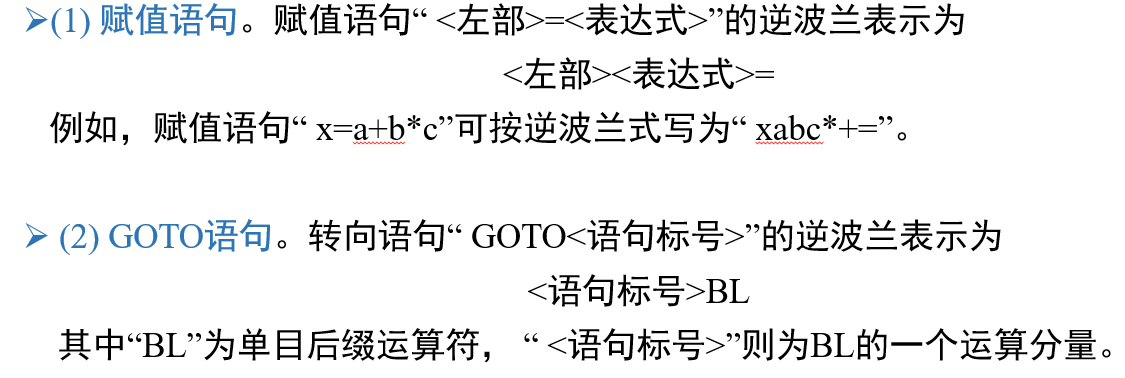 ➢(1) 赋值语句。赋值语句“ <左部>=<表达式>”的逆波兰表示为
<左部><表达式>=
例如，赋值语句“ x=a+b*c”可按逆波兰式写为“ xabc*+=”。
➢ (2) GOTO语句。转向语句“ GOTO<语句标号>”的逆波兰表示为
<语句标号>BL
其中“BL”为单目后缀运算符， “ <语句标号>”则为BL的一个运算分量。